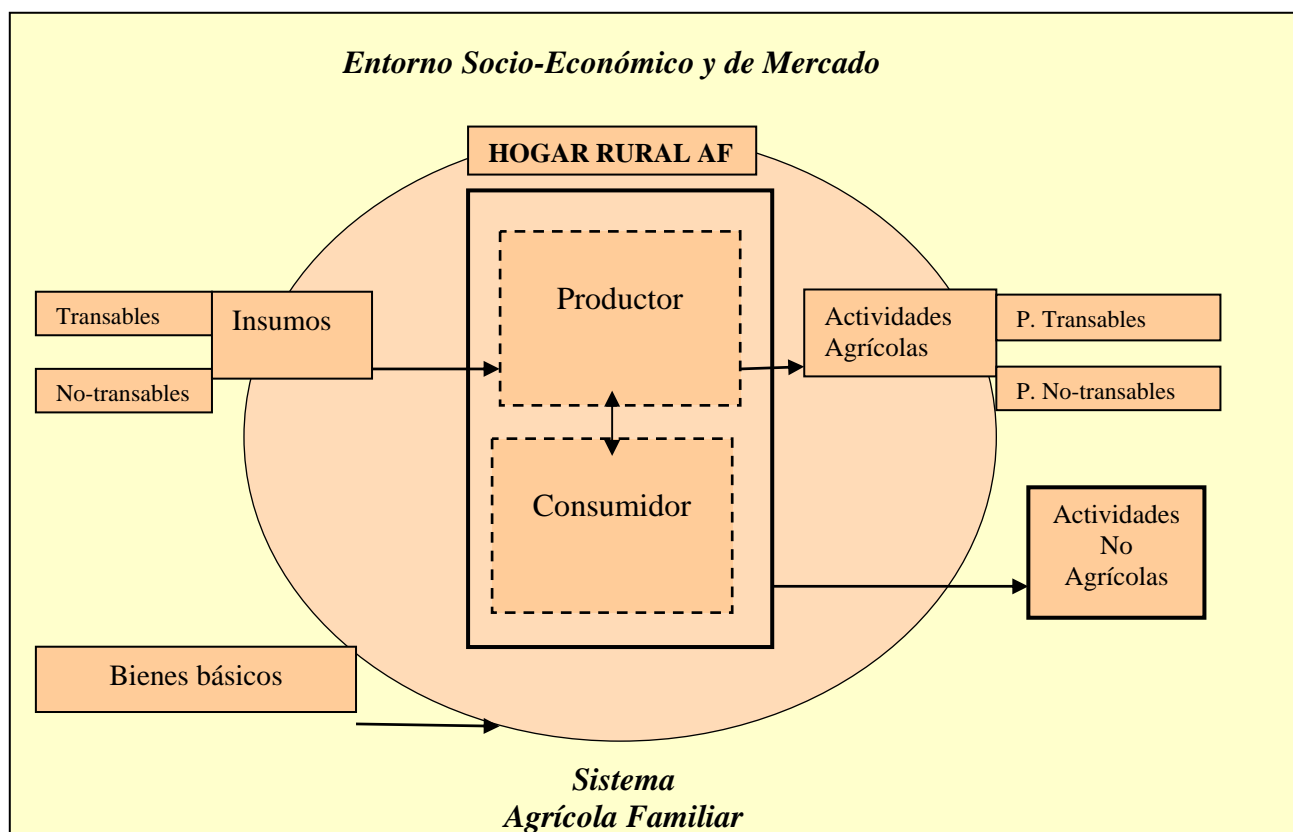 Entorno Socio-Económico y de Mercado
HOGAR RURAL AF
Transables
No-transables
Insumos
Productor
Actividades
Agrícolas
P. Transables
P. No-transables
Consumidor
Actividades
No
Agrícolas
Bienes básicos
Sistema
Agrícola Familiar